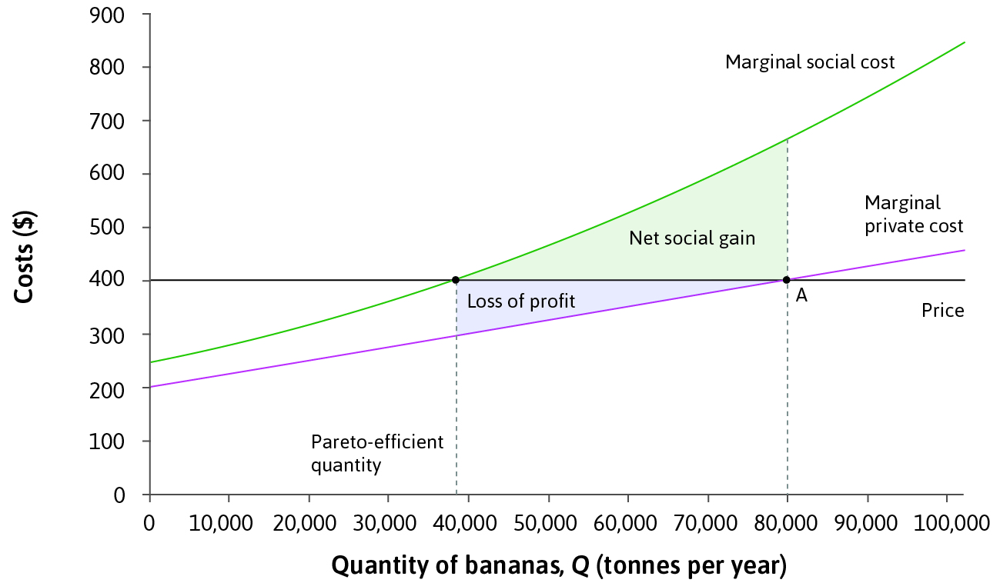 900
800
700
600
500
400
300
200
100
0
Costs ($)
Marginal social cost
Marginal
private cost
Net social gain
Loss of profit
A
Price
Pareto-efficient
quantity
0 10,000 20,000 30,000 40,000 50,000 60,000 70,000 80,000 90,000 100,000
Quantity of bananas, Q (tonnes per year)